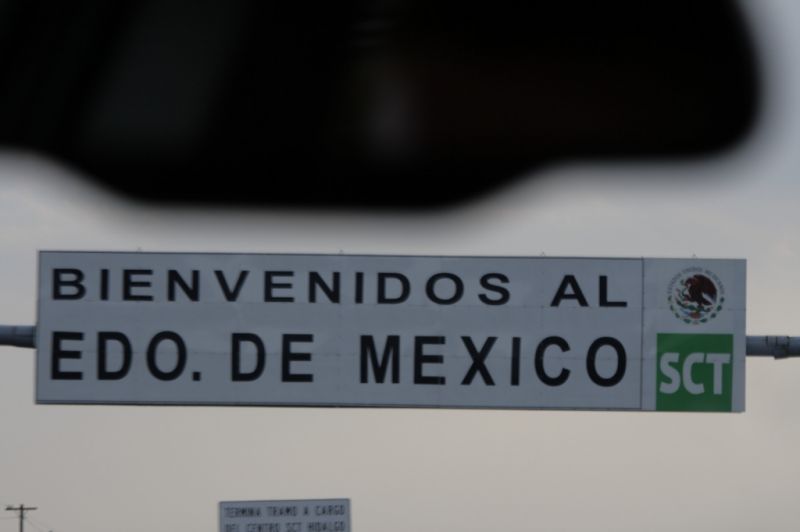 BIENVENIDOS AL
EDO. DE MEXICO
SCT
TERMINA TRAMO A CARGO
DEL CENTRO SCT HIDALGO